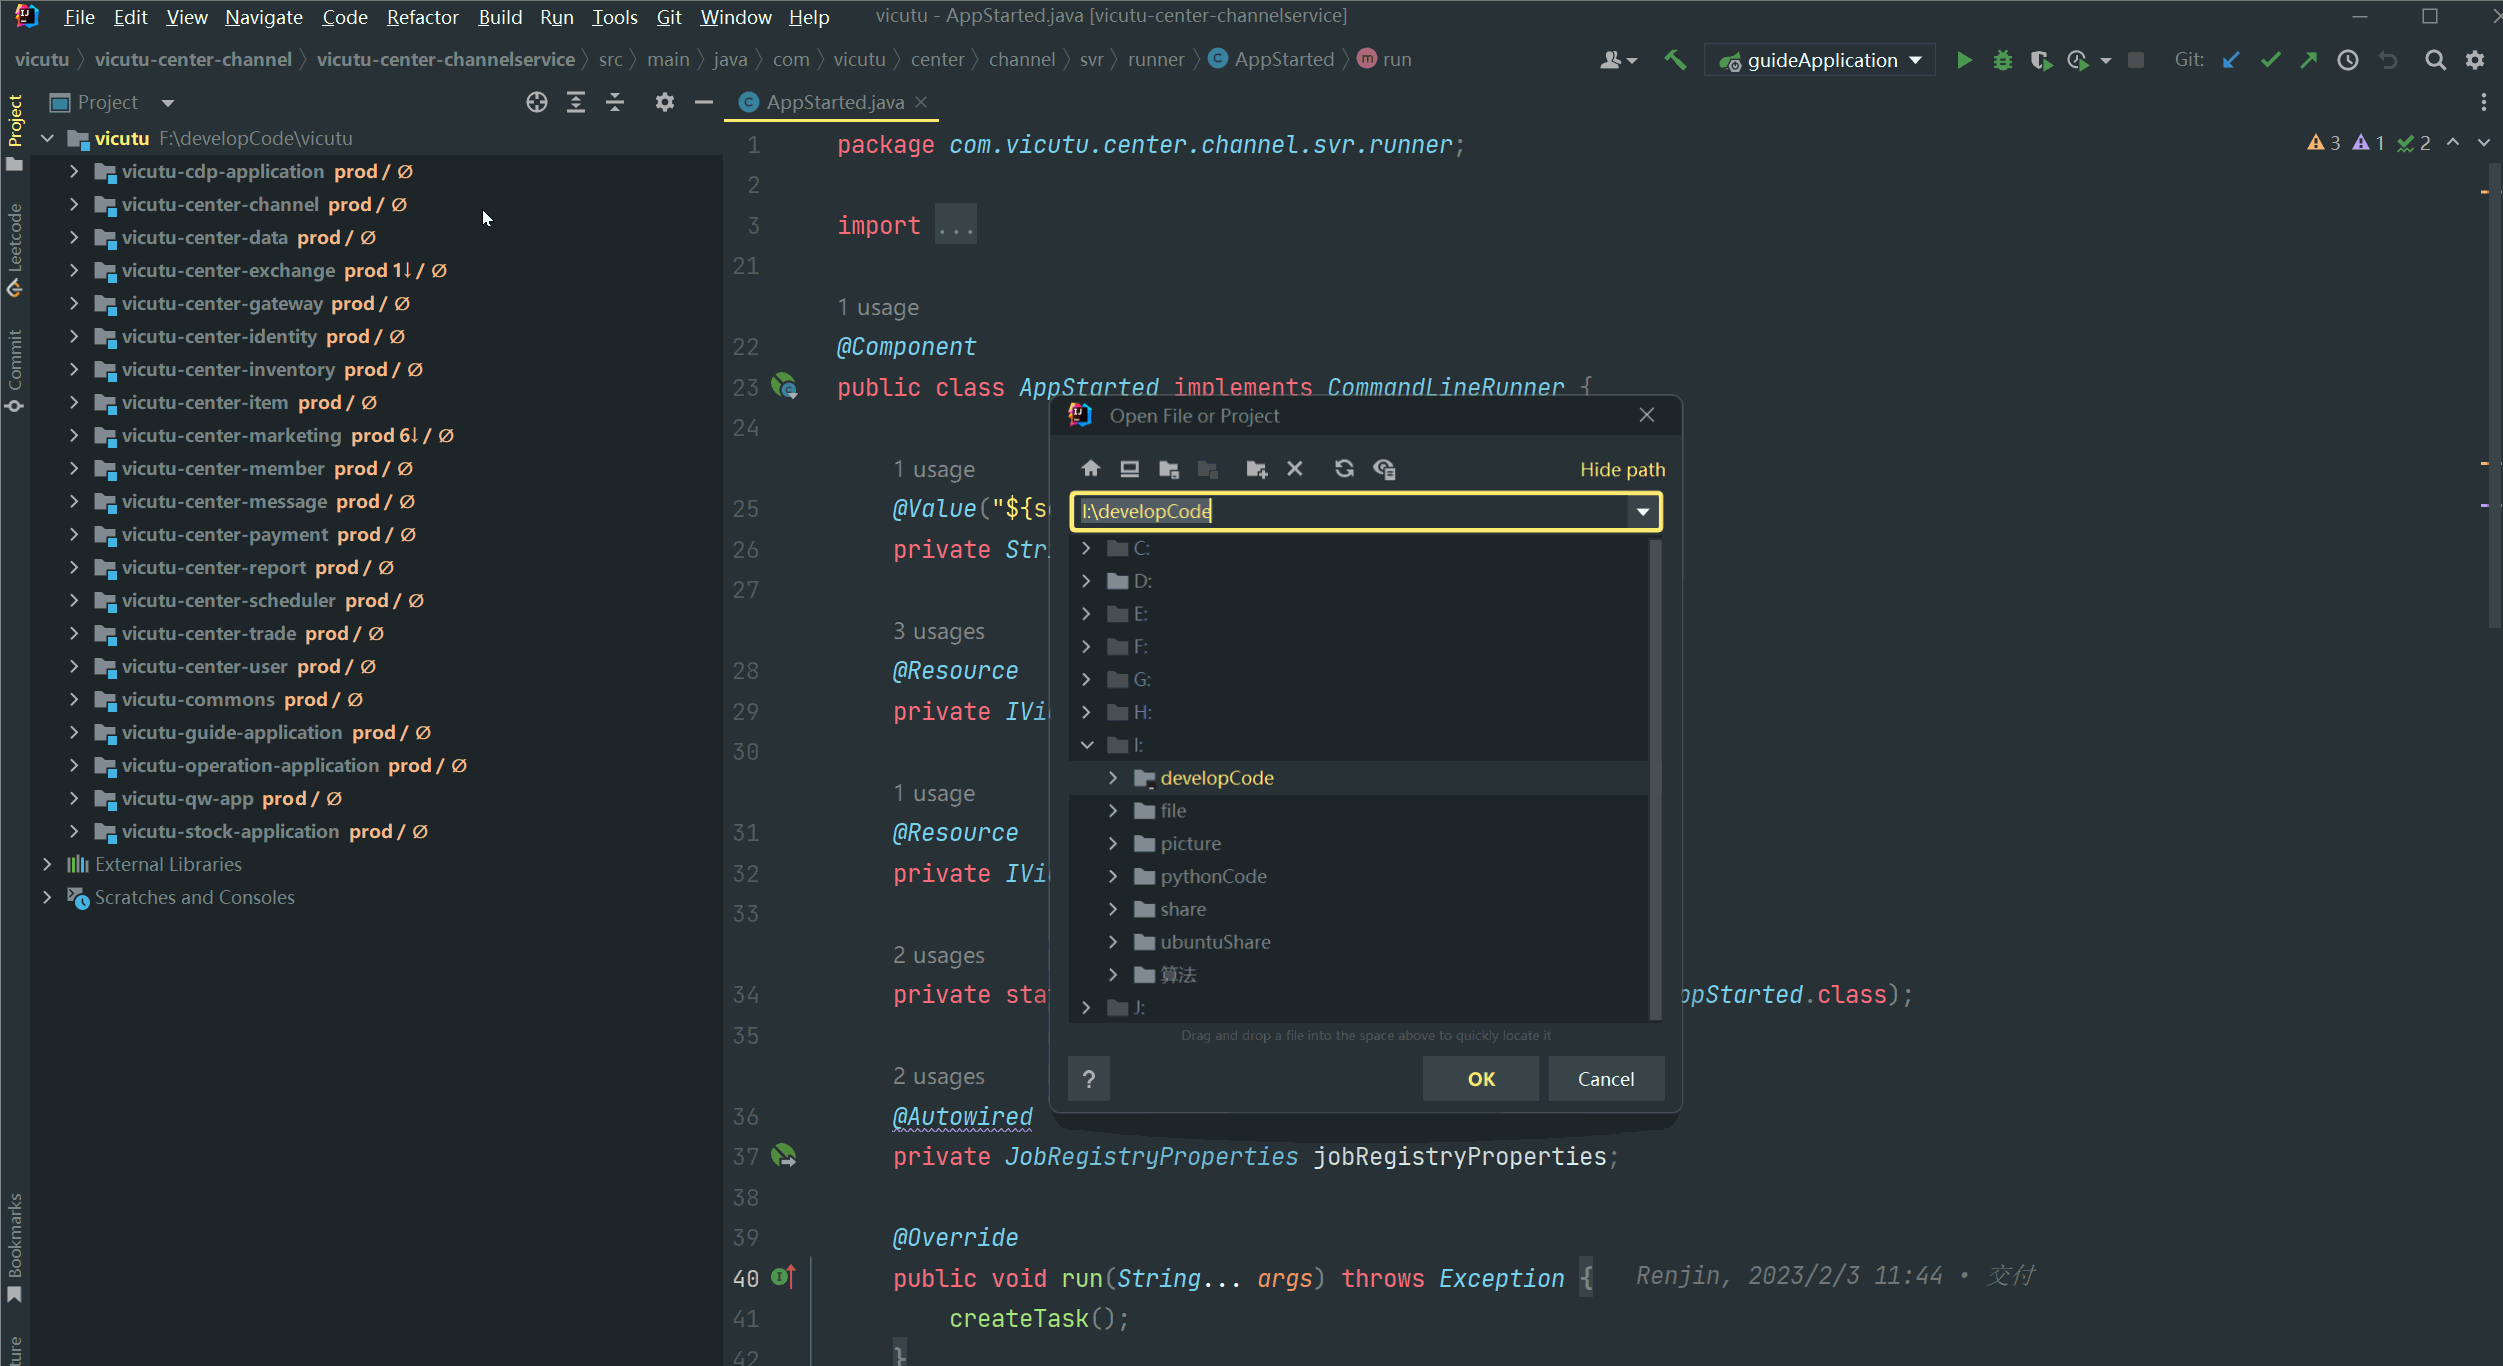 File Edit View Navigate Code Refactor Build Run Tools Git Window Help vicutu - AppStarted.java [vicutu-center-channelservice]
vicutu vicutu-center-channel vicutu-center-channelservice src main java com vicutu center channel svr runner AppStarted run guideApplication Git:
Project
AppStarted.java
Project
Leetcode
Commit
Bookmarks
vicutu F:\developCode\vicutu
vicutu-cdp-application prod / Ø
vicutu-center-channel prod / Ø
vicutu-center-data prod / Ø
vicutu-center-exchange prod 1↓ / Ø
vicutu-center-gateway prod / Ø
vicutu-center-identity prod / Ø
vicutu-center-inventory prod / Ø
vicutu-center-item prod / Ø
vicutu-center-marketing prod 6↓ / Ø
vicutu-center-member prod / Ø
vicutu-center-message prod / Ø
vicutu-center-payment prod / Ø
vicutu-center-report prod / Ø
vicutu-center-scheduler prod / Ø
vicutu-center-trade prod / Ø
vicutu-center-user prod / Ø
vicutu-commons prod / Ø
vicutu-guide-application prod / Ø
vicutu-operation-application prod / Ø
vicutu-qw-app prod / Ø
vicutu-stock-application prod / Ø
External Libraries
Scratches and Consoles
3 1 2
1 package com.vicutu.center.channel.svr.runner;
2
3 import ...
21
1 usage
22 @Component
23 public class AppStarted implements CommandLineRunner {
24
1 usage
25 @Value("${s
26 private Str
27
3 usages
28 @Resource
29 private IVi
30
1 usage
31 @Resource
32 private IVi
33
2 usages
34 private sta ppStarted.class);
35
2 usages
36 @Autowired
37 private JobRegistryProperties jobRegistryProperties;
38
39 @Override
40 public void run(String... args) throws Exception { Renjin, 2023/2/3 11:44 • 交付
41 createTask();
42 }
Open File or Project
Hide path
I:\developCode
C:
D:
E:
F:
G:
H:
I:
developCode
file
picture
pythonCode
share
ubuntuShare
算法
J:
Drag and drop a file into the space above to quickly locate it
? OK Cancel